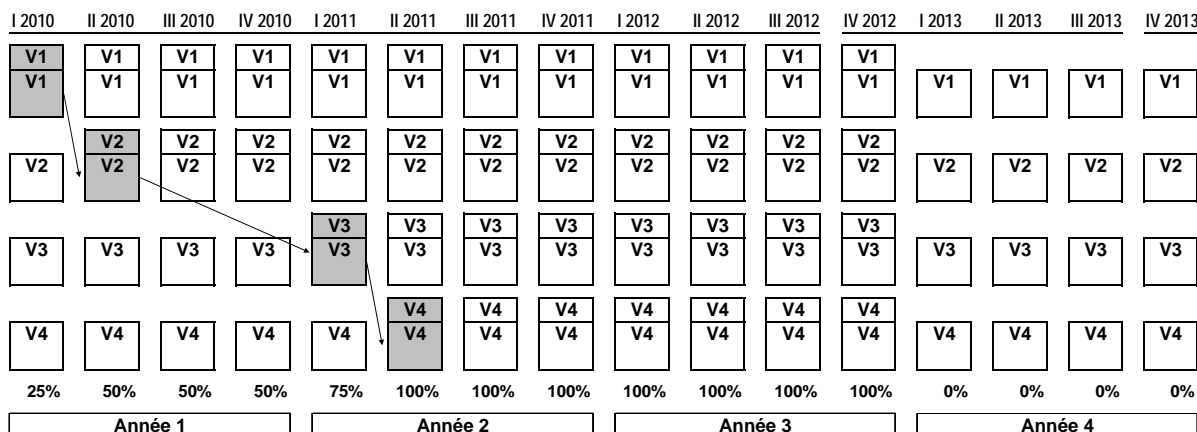 I 2010 II 2010 III 2010 IV 2010 I 2011 II 2011 III 2011 IV 2011 I 2012 II 2012 III 2012 IV 2012 I 2013 II 2013 III 2013 IV 2013
V1 V1 V1 V1 V1 V1 V1 V1 V1 V1 V1 V1
V1 V1 V1 V1 V1 V1 V1 V1 V1 V1 V1 V1 V1 V1 V1 V1
V2 V2 V2 V2 V2 V2 V2 V2 V2 V2 V2
V2 V2 V2 V2 V2 V2 V2 V2 V2 V2 V2 V2 V2 V2 V2 V2
V3 V3 V3 V3 V3 V3 V3 V3
V3 V3 V3 V3 V3 V3 V3 V3 V3 V3 V3 V3 V3 V3 V3 V3
V4 V4 V4 V4 V4 V4 V4
V4 V4 V4 V4 V4 V4 V4 V4 V4 V4 V4 V4 V4 V4 V4 V4
25% 50% 50% 50% 75% 100% 100% 100% 100% 100% 100% 100% 0% 0% 0% 0%
Année 1 Année 2 Année 3 Année 4